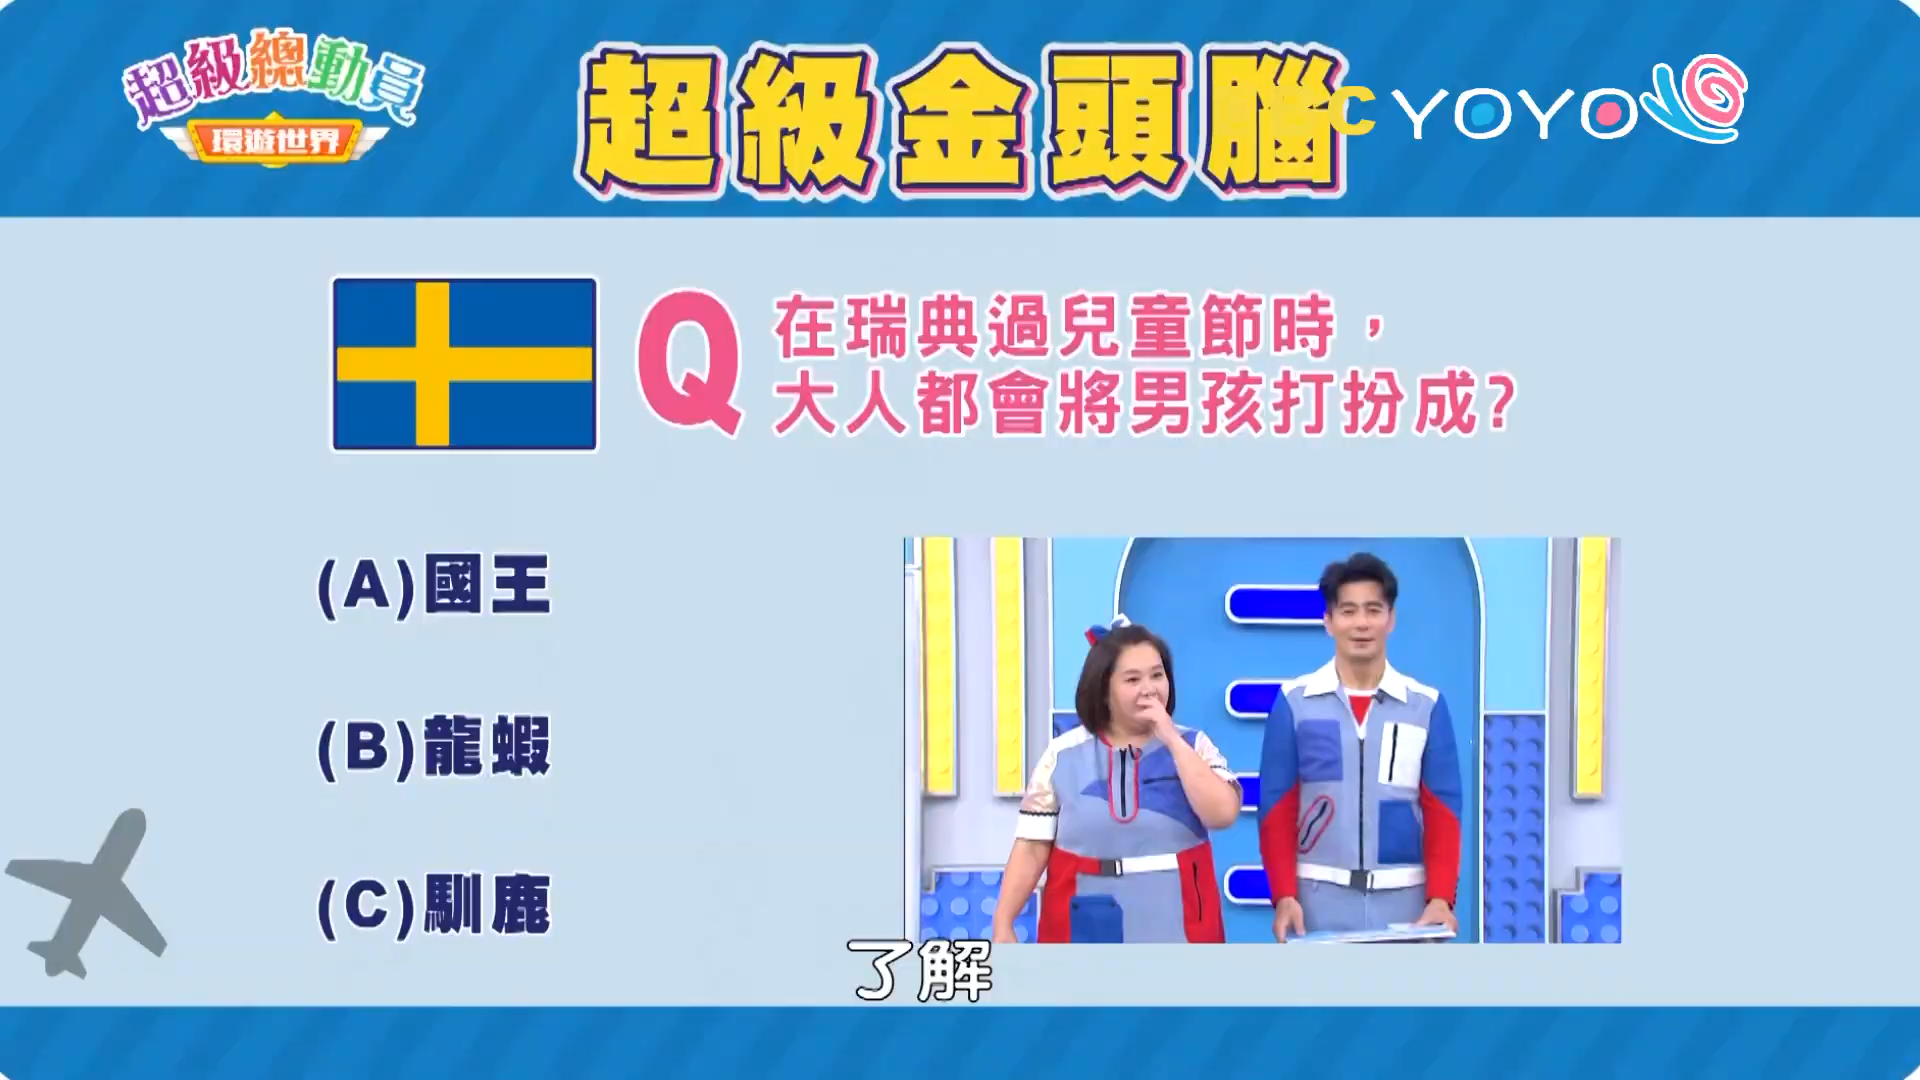 超級總動員
環遊世界
超級金頭腦
C YOYO
Q
在瑞典過兒童節時，
大人都會將男孩打扮成?
(A)國王
(B)龍蝦
(C)馴鹿
了解